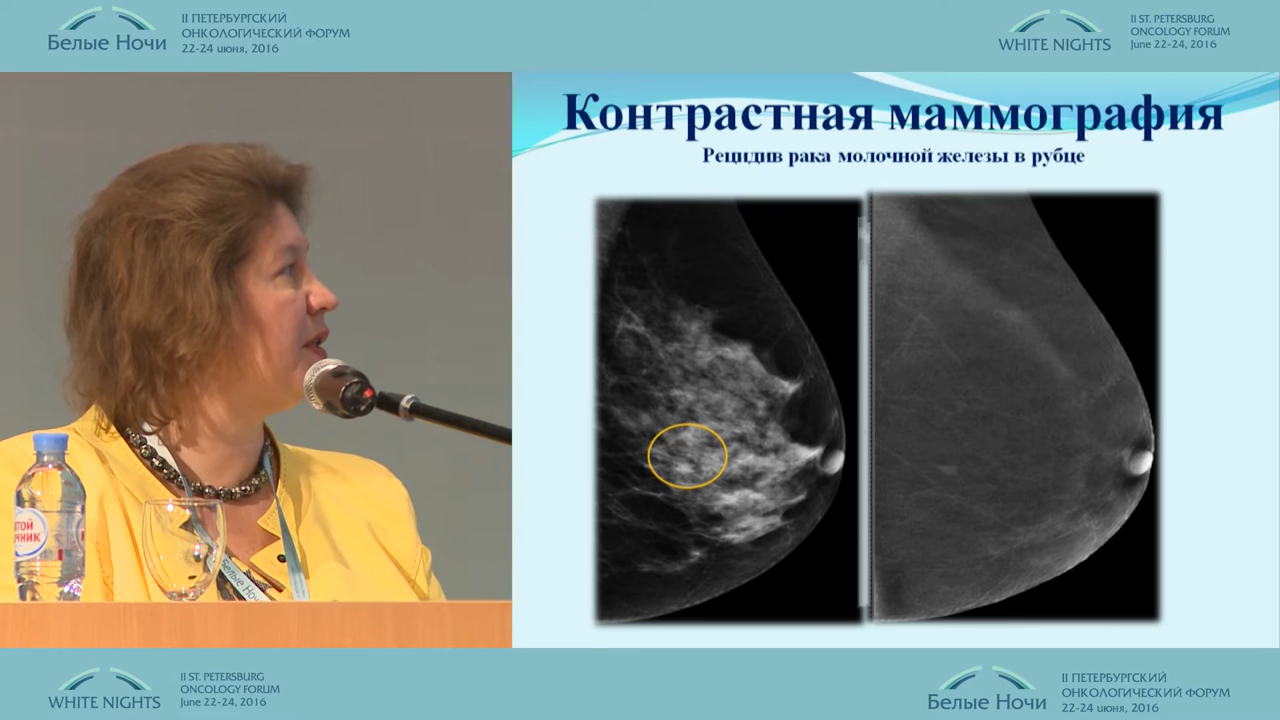 Белые Ночи
II ПЕТЕРБУРГСКИЙ
ОНКОЛОГИЧЕСКИЙ ФОРУМ
22-24 июня, 2016
WHITE NIGHTS
II ST. PETERSBURG
ONCOLOGY FORUM
June 22-24, 2016
Контрастная маммография
Рецидив рака молочной железы в рубце
Белые Ночи
WHITE NIGHTS
II ST. PETERSBURG
ONCOLOGY FORUM
June 22-24, 2016
Белые Ночи
II ПЕТЕРБУРГСКИЙ
ОНКОЛОГИЧЕСКИЙ ФОРУМ
22-24 июня, 2016